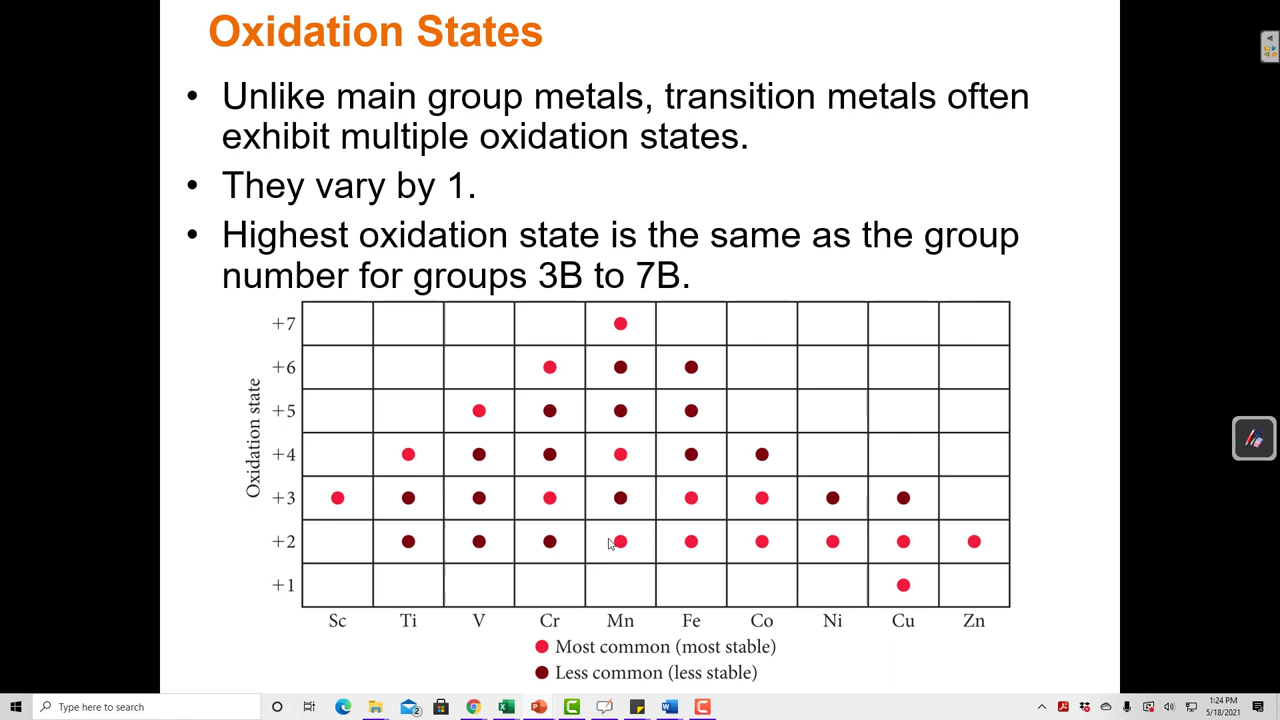 Oxidation States
• Unlike main group metals, transition metals often
exhibit multiple oxidation states.
• They vary by 1.
• Highest oxidation state is the same as the group
number for groups 3B to 7B.
+7
+6
+5
+4
+3
+2
+1
Oxidation state
Sc Ti V Cr Mn Fe Co Ni Cu Zn
Most common (most stable)
Less common (less stable)
Type here to search
2
1:24 PM
5/18/2021